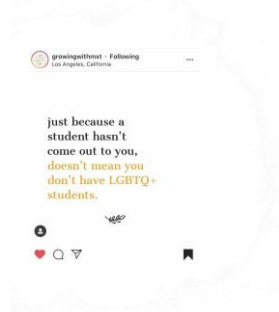 growingwithmxt • Following
Los Angeles, California
just because a
student hasn't
come out to you,
doesn't mean you
don't have LGBTQ+
students.